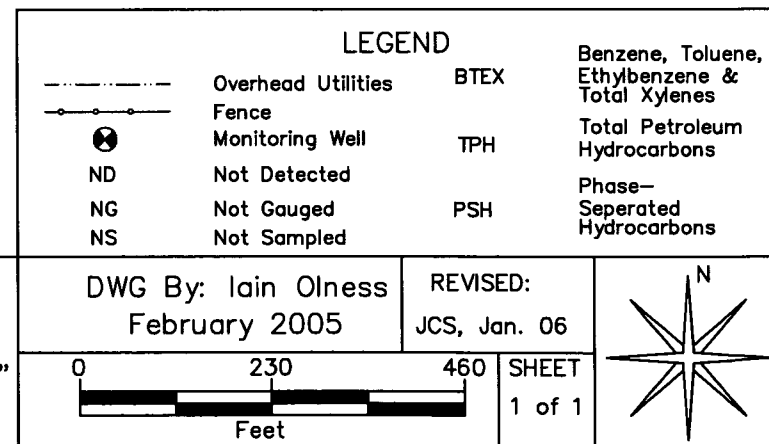 LEGEND
Overhead Utilities
Fence
Monitoring Well
ND Not Detected
NG Not Gauged
NS Not Sampled
BTEX Benzene, Toluene,
Ethylbenzene &
Total Xylenes
TPH Total Petroleum
Hydrocarbons
PSH Phase-
Seperated
Hydrocarbons
DWG By: Iain Olness
February 2005
REVISED:
JCS, Jan. 06
N
"
0 230 460
Feet
SHEET
1 of 1